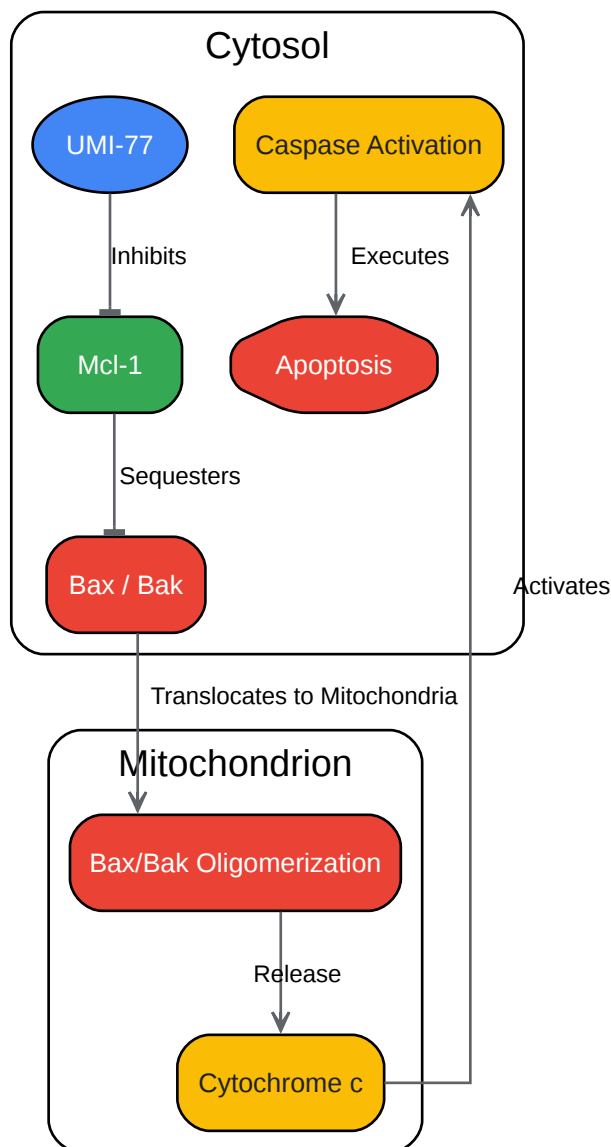 Cytosol
UMI-77
Caspase Activation
Inhibits
Executes
Mcl-1
Apoptosis
Sequesters
Bax / Bak
Activates
Translocates to Mitochondria
Mitochondrion
Bax/Bak Oligomerization
Release
Cytochrome c